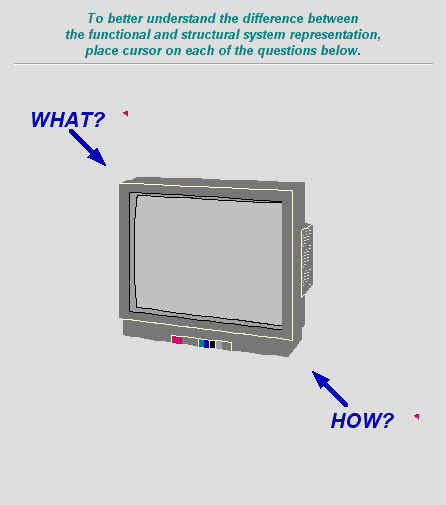 To better understand the difference between
the functional and structural system representation,
place cursor on each of the questions below.
WHAT?
HOW?